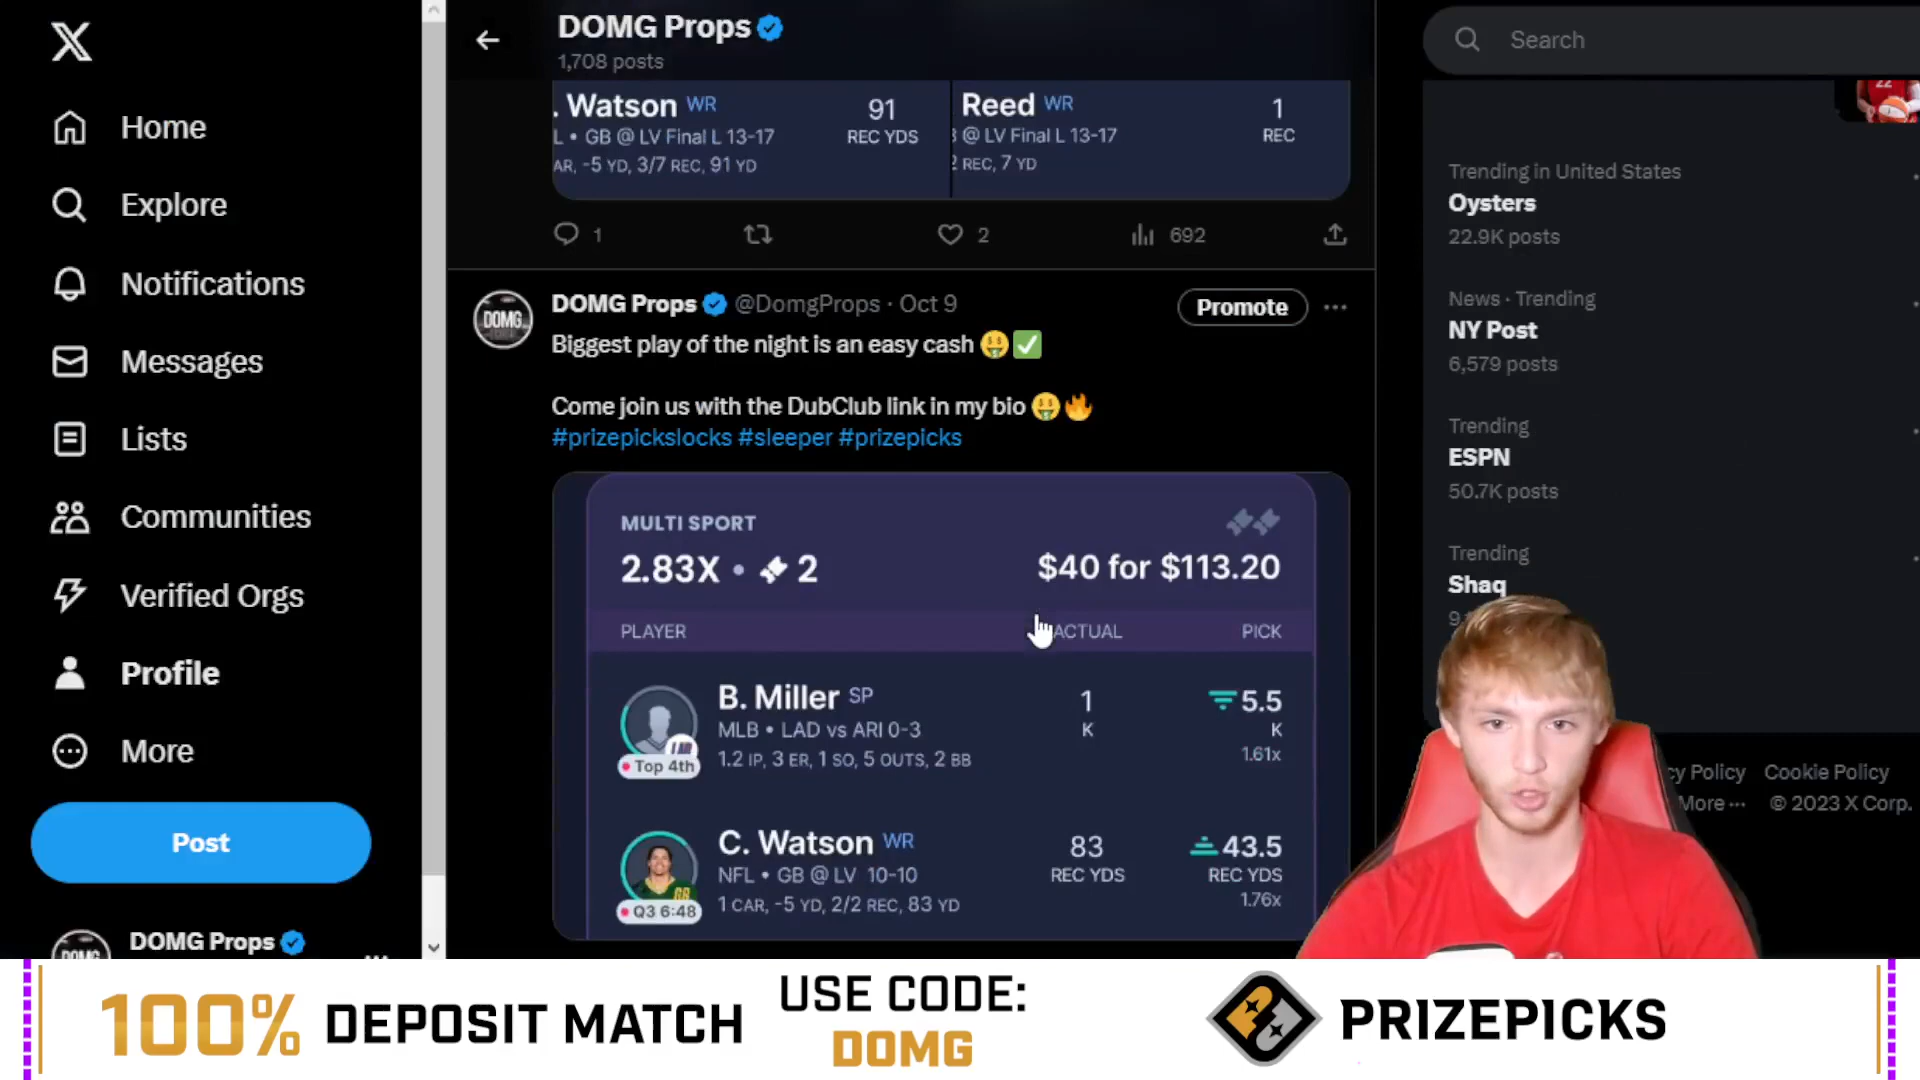 Home
Explore
Notifications
Messages
Lists
Communities
Verified Orgs
Profile
More
Post
DOMG Props
DOMG Props
1,708 posts
. Watson WR
91
L • GB @ LV Final L 13-17
REC YDS
AR, -5 YD, 3/7 REC, 91 YD
Reed WR
1
@ LV Final L 13-17
REC
REC, 7 YD
1
2
692
DOMG
DOMG Props @DomgProps · Oct 9
Promote
Biggest play of the night is an easy cash
Come join us with the DubClub link in my bio
#prizepickslocks #sleeper #prizepicks
MULTI SPORT
2.83X • 2
$40 for $113.20
PLAYER
ACTUAL
PICK
B. Miller SP
1
5.5
MLB • LAD vs ARI 0-3
K
K
1.2 IP, 3 ER, 1 SO, 5 OUTS, 2 BB
1.61x
Top 4th
C. Watson WR
83
43.5
NFL • GB @ LV 10-10
REC YDS
REC YDS
1 CAR, -5 YD, 2/2 REC, 83 YD
1.76x
Q3 6:48
Search
22
Trending in United States
Oysters
22.9K posts
News · Trending
NY Post
6,579 posts
Trending
ESPN
50.7K posts
Trending
Shaq
cy Policy
Cookie Policy
More ···
© 2023 X Corp.
100% DEPOSIT MATCH
USE CODE:
DOMG
PRIZEPICKS